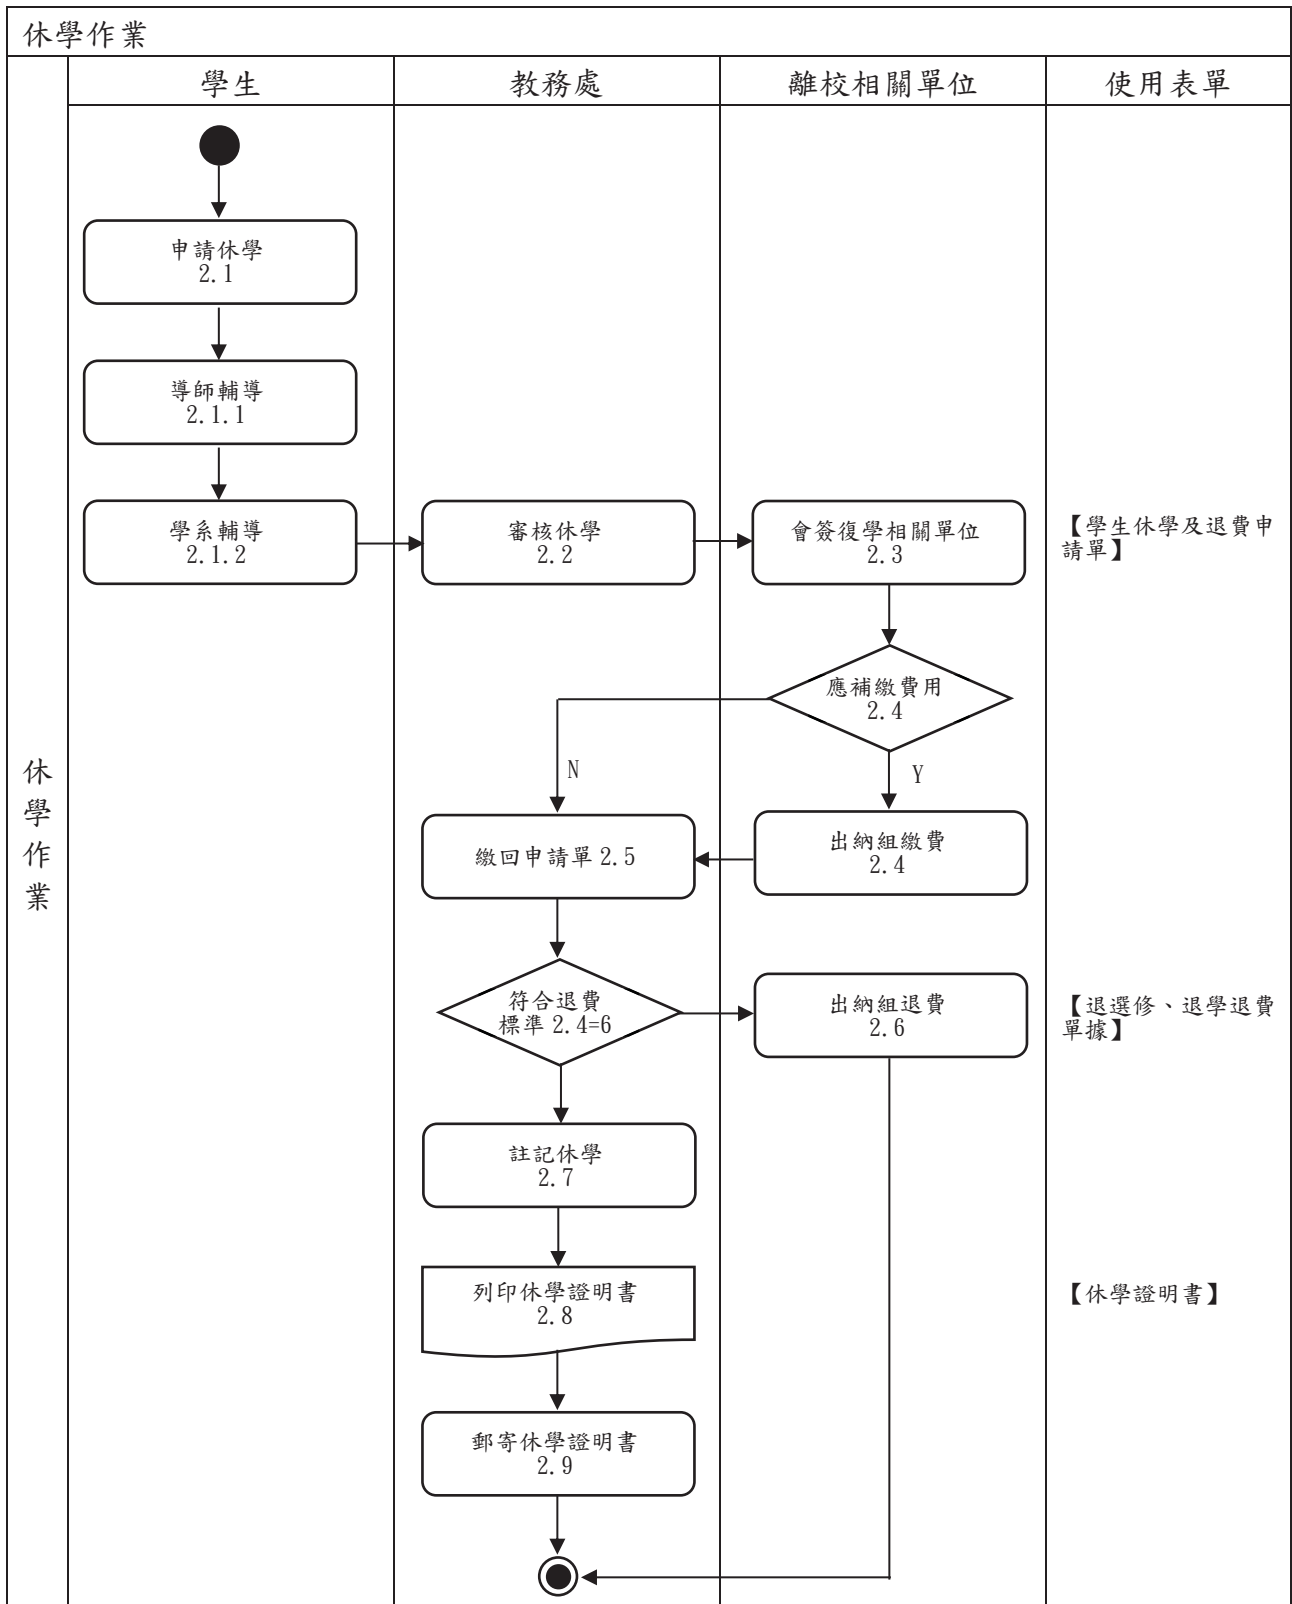 休學作業
學生
教務處
離校相關單位
使用表單
休
學
作
業
申請休學
2.1
導師輔導
2.1.1
學系輔導
2.1.2
審核休學
2.2
會簽復學相關單位
2.3
【學生休學及退費申
請單】
應補繳費用
2.4
N
Y
繳回申請單 2.5
出納組繳費
2.4
符合退費
標準 2.4=6
出納組退費
2.6
【退選修、退學退費
單據】
註記休學
2.7
列印休學證明書
2.8
【休學證明書】
郵寄休學證明書
2.9